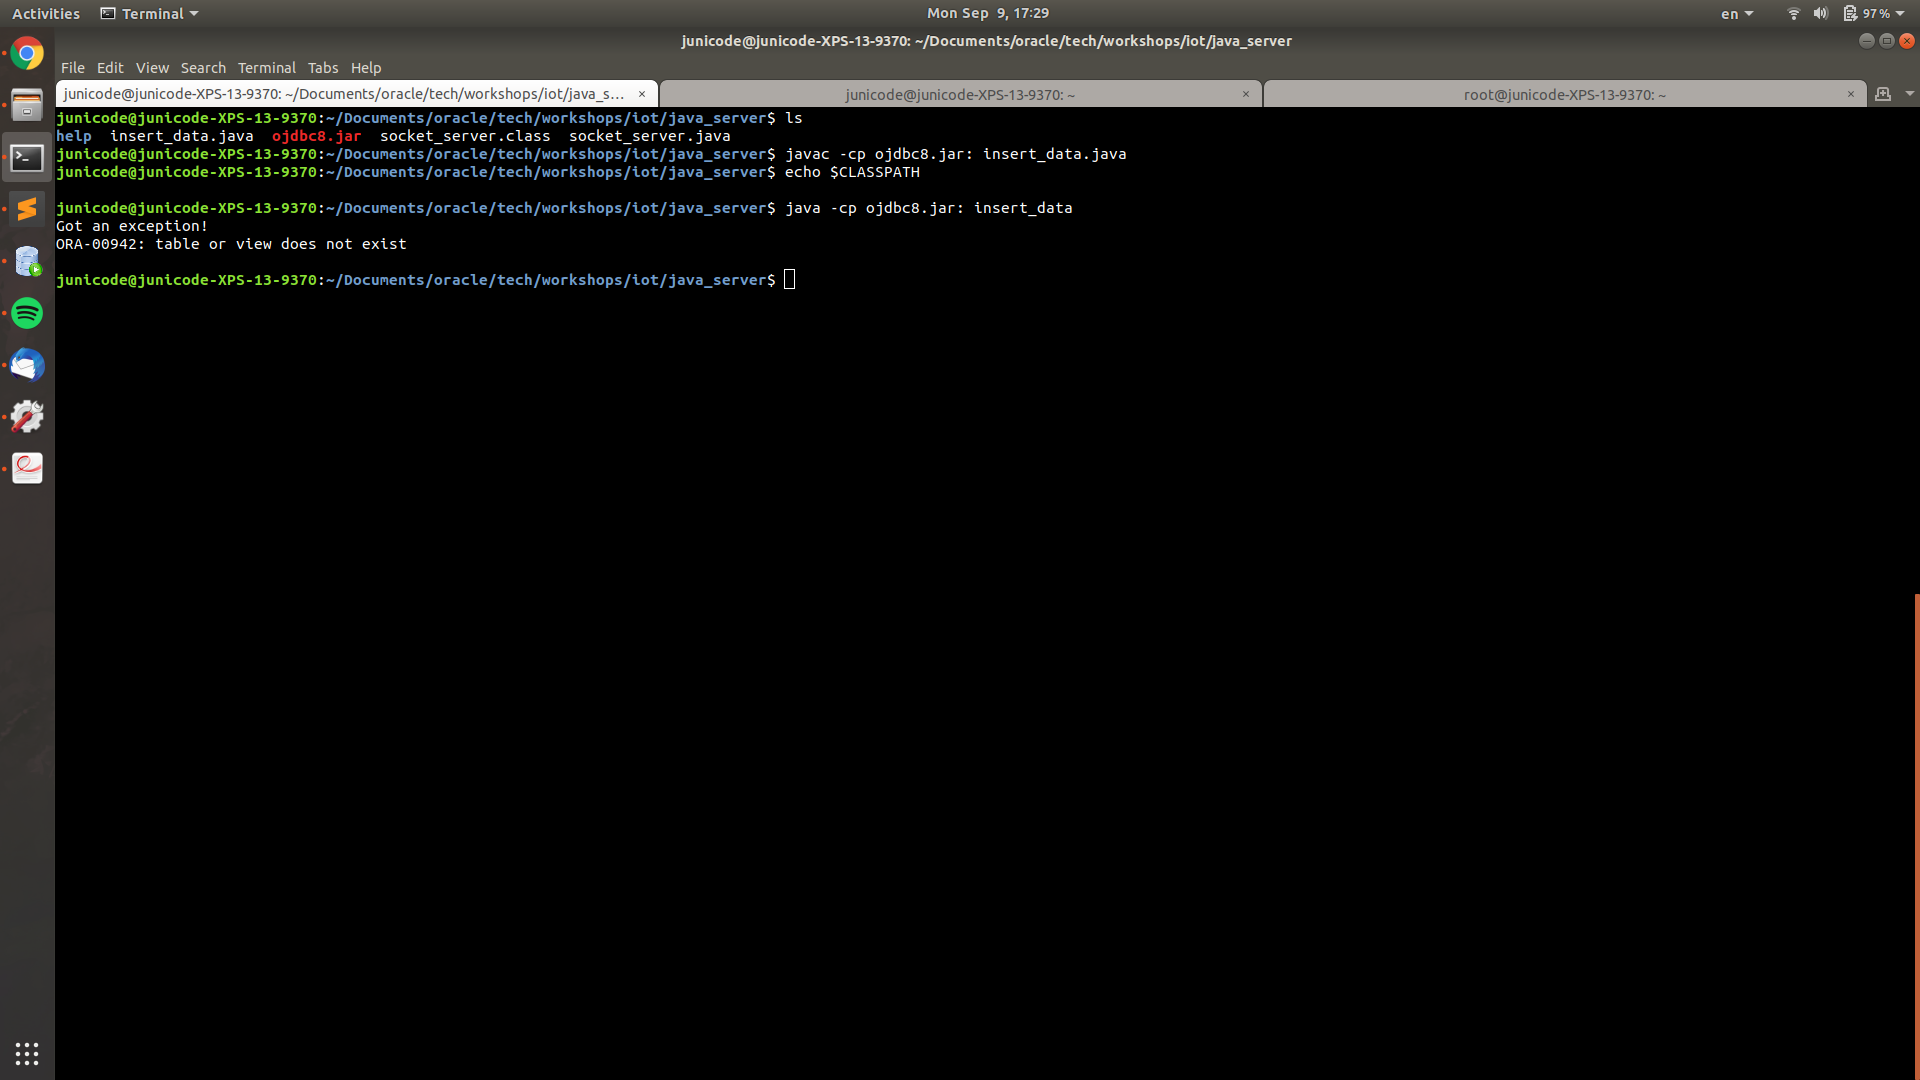 Activities Terminal Mon Sep 9, 17:29 en 97%
junicode@junicode-XPS-13-9370: ~/Documents/oracle/tech/workshops/iot/java_server
File Edit View Search Terminal Tabs Help
junicode@junicode-XPS-13-9370: ~/Documents/oracle/tech/workshops/iot/java_s... × junicode@junicode-XPS-13-9370: ~ × root@junicode-XPS-13-9370: ~ ×
junicode@junicode-XPS-13-9370:~/Documents/oracle/tech/workshops/iot/java_server$ ls
help insert_data.java ojdbc8.jar socket_server.class socket_server.java
junicode@junicode-XPS-13-9370:~/Documents/oracle/tech/workshops/iot/java_server$ javac -cp ojdbc8.jar: insert_data.java
junicode@junicode-XPS-13-9370:~/Documents/oracle/tech/workshops/iot/java_server$ echo $CLASSPATH
junicode@junicode-XPS-13-9370:~/Documents/oracle/tech/workshops/iot/java_server$ java -cp ojdbc8.jar: insert_data
Got an exception!
ORA-00942: table or view does not exist
junicode@junicode-XPS-13-9370:~/Documents/oracle/tech/workshops/iot/java_server$